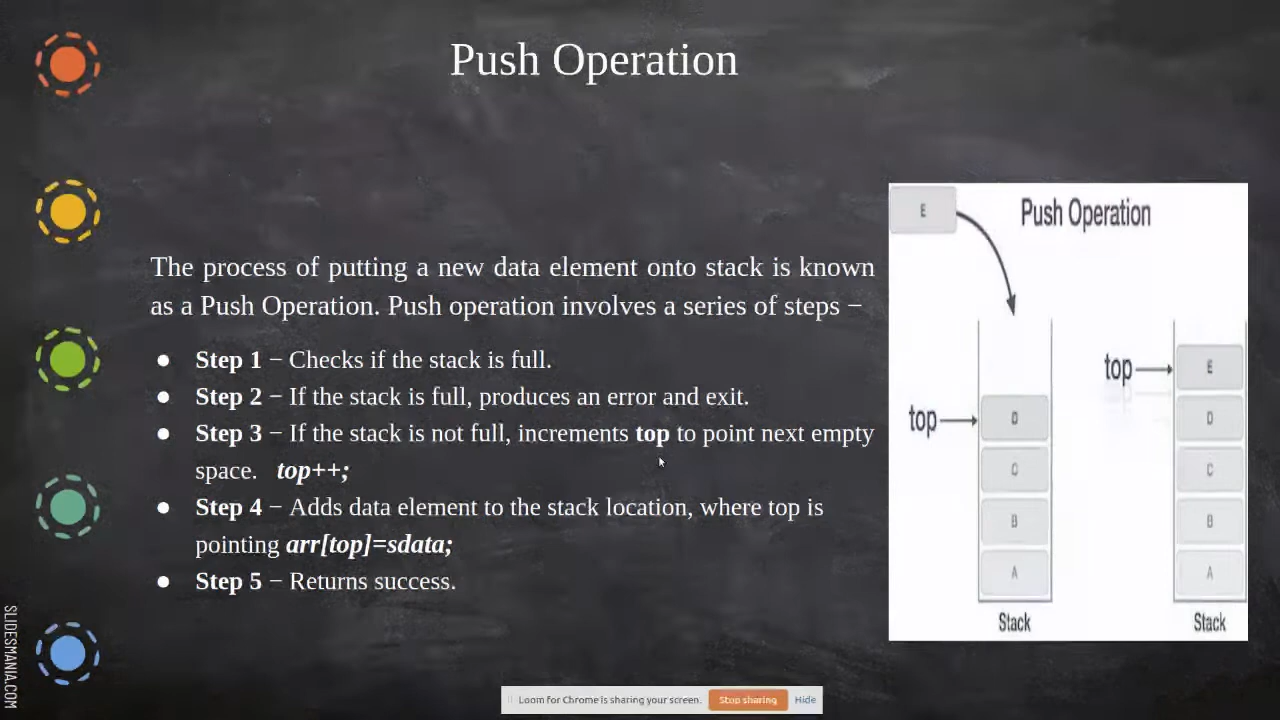 Push Operation
The process of putting a new data element onto stack is known
as a Push Operation. Push operation involves a series of steps −
● Step 1 − Checks if the stack is full.
● Step 2 − If the stack is full, produces an error and exit.
● Step 3 − If the stack is not full, increments top to point next empty
space. top++;
● Step 4 − Adds data element to the stack location, where top is
pointing arr[top]=sdata;
● Step 5 − Returns success.
E
Push Operation
top
D
C
B
A
Stack
top
E
D
C
B
A
Stack
SLIDESMANIA.COM
Loom for Chrome is sharing your screen.
Stop sharing
Hide